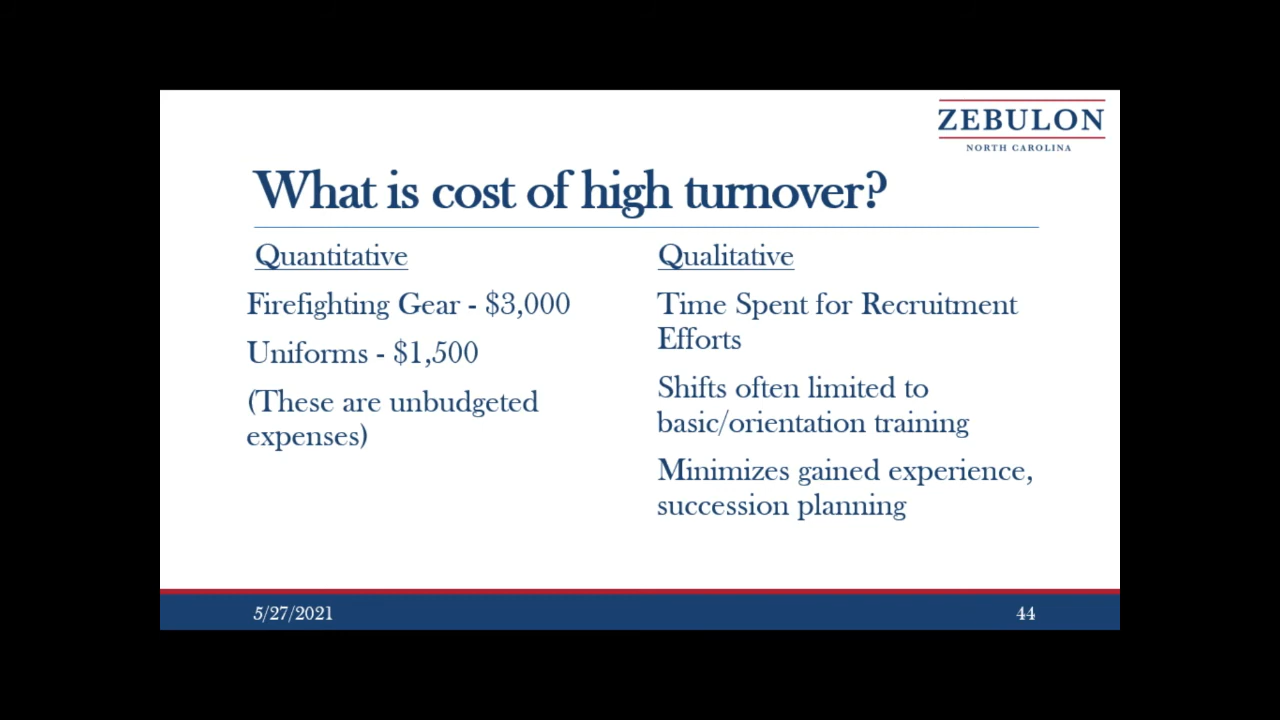 ZEBULON
NORTH CAROLINA
What is cost of high turnover?
Quantitative
Firefighting Gear - $3,000
Uniforms - $1,500
(These are unbudgeted
expenses)
Qualitative
Time Spent for Recruitment
Efforts
Shifts often limited to
basic/orientation training
Minimizes gained experience,
succession planning
5/27/2021
44